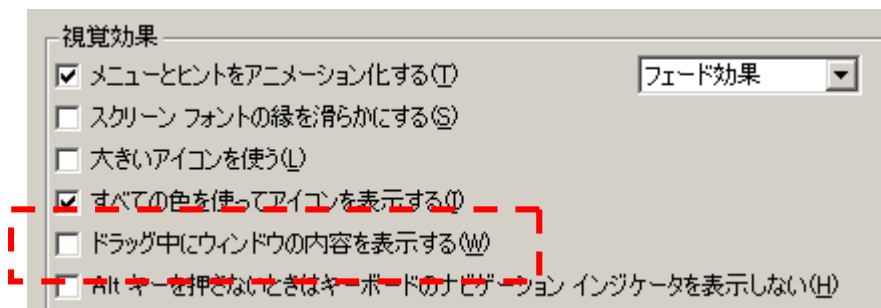 視覚効果
メニューとヒントをアニメーション化する(T) フェード効果
スクリーン フォントの縁を滑らかにする(S)
大きいアイコンを使う(L)
すべての色を使ってアイコンを表示する(I)
ドラッグ中にウィンドウの内容を表示する(W)
Alt キーを押さないときはキーボードのナビゲーション インジケータを表示しない(H)